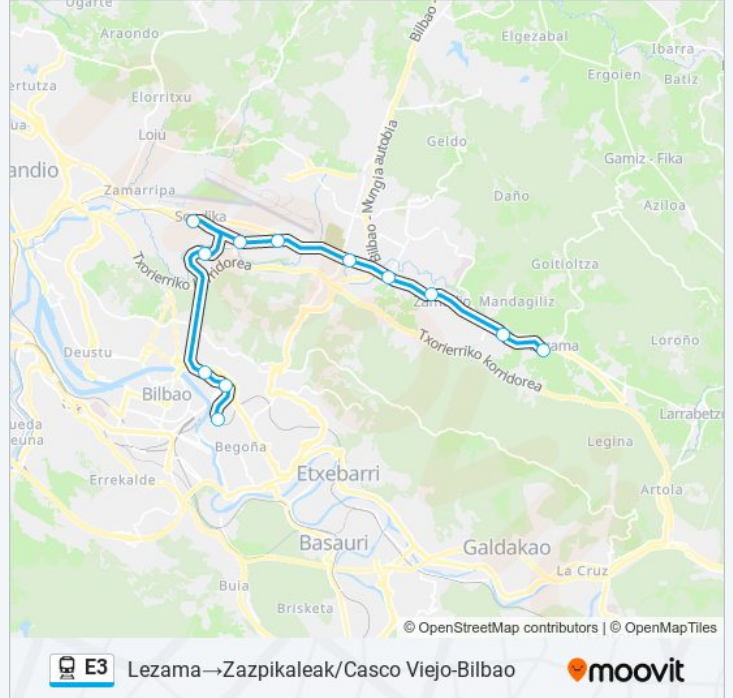 Ugarte
Araondo
Bilbao -
Elgezabal
Ibarra
Ergoien
Batiz
Elorritxu
Loiu
Geldo
Gamiz - Fika
andio
Zamarripa
Bilbao - Mungia autobia
Daño
Aziloa
Txorierriko korridorea
Goitioltza
Mandagiliz
Txorierriko korridorea
Loroño
Deustu
Bilbao
Larrabetzu
Begoña
Legina
Errekalde
Etxebarri
Artola
Basauri
Galdakao
La Cruz
Buia
Brisketa
© OpenStreetMap contributors | © OpenMapTiles
E3 Lezama→Zazpikaleak/Casco Viejo-Bilbao moovit